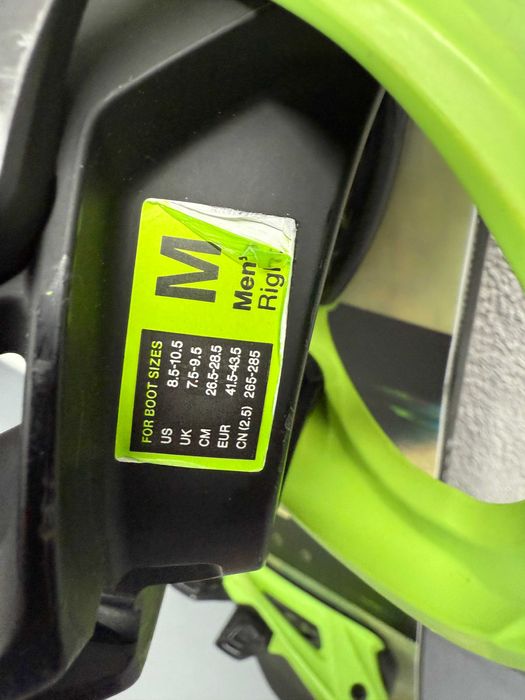 M
Men's
Right
FOR BOOT SIZES
US 8.5-10.5
UK 7.5-9.5
CM 26.5-28.5
EUR 41.5-43.5
CN (2.5) 265-285